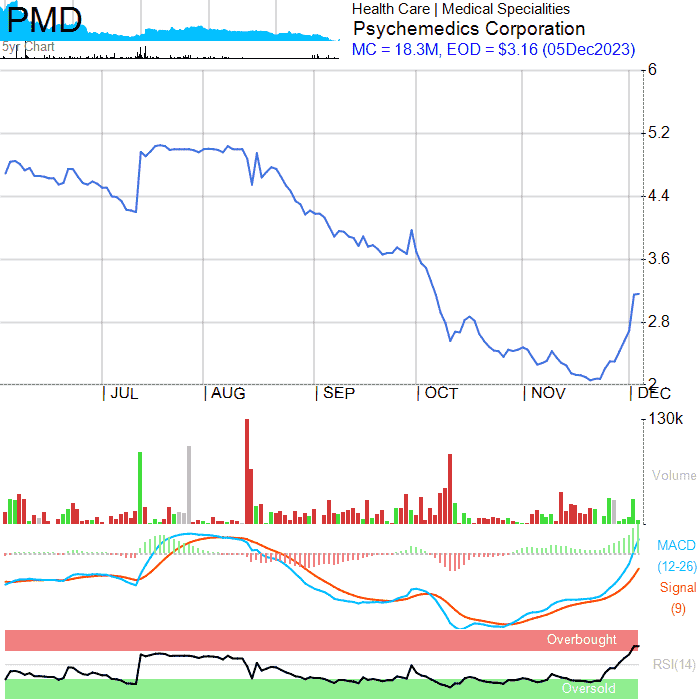 PMD
5yr Chart
Health Care | Medical Specialities
Psychemedics Corporation
MC = 18.3M, EOD = $3.16 (05Dec2023)
6
5.2
4.4
3.6
2.8
2
JUL
AUG
SEP
OCT
NOV
DEC
130k
Volume
MACD
(12-26)
Signal
(9)
Overbought
RSI(14)
Oversold